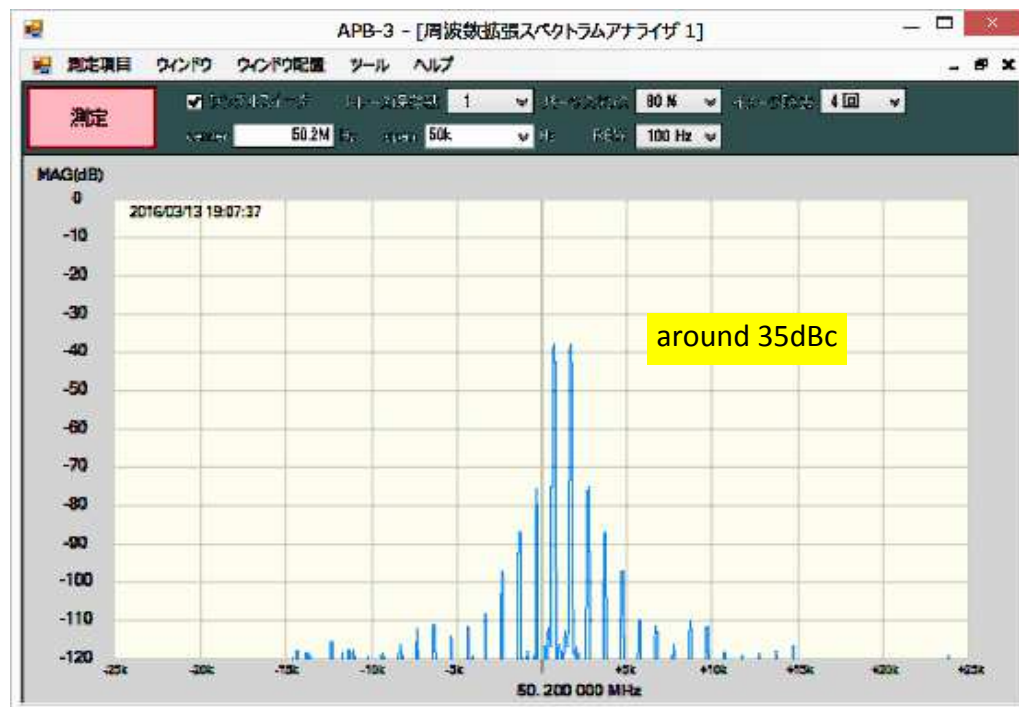 APB-3 - [周波数拡張スペクトラムアナライザ 1]
測定項目 ウインドウ ウインドウ配置 ツール ヘルプ
測定 1 80 % 4回
center 50.2M span 50k RBW 100 Hz
MAG(dB)
0
2016/03/13 19:07:37
-10
-20
-30
around 35dBc
-40
-50
-60
-70
-80
-90
-100
-110
-120
-25k -20k -15k -10k -5k +5k +10k +15k +20k +25k
50. 200 000 MHz